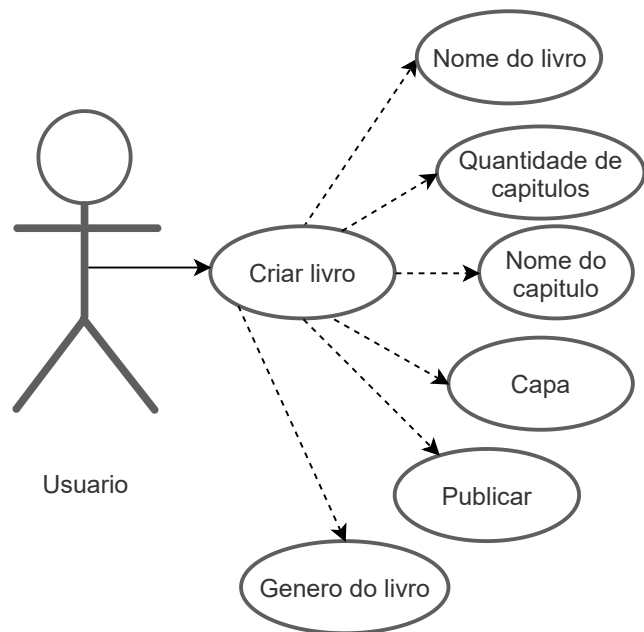 Nome do livro
Quantidade de
capitulos
Nome do
capitulo
Criar livro
Capa
Usuario
Publicar
Genero do livro